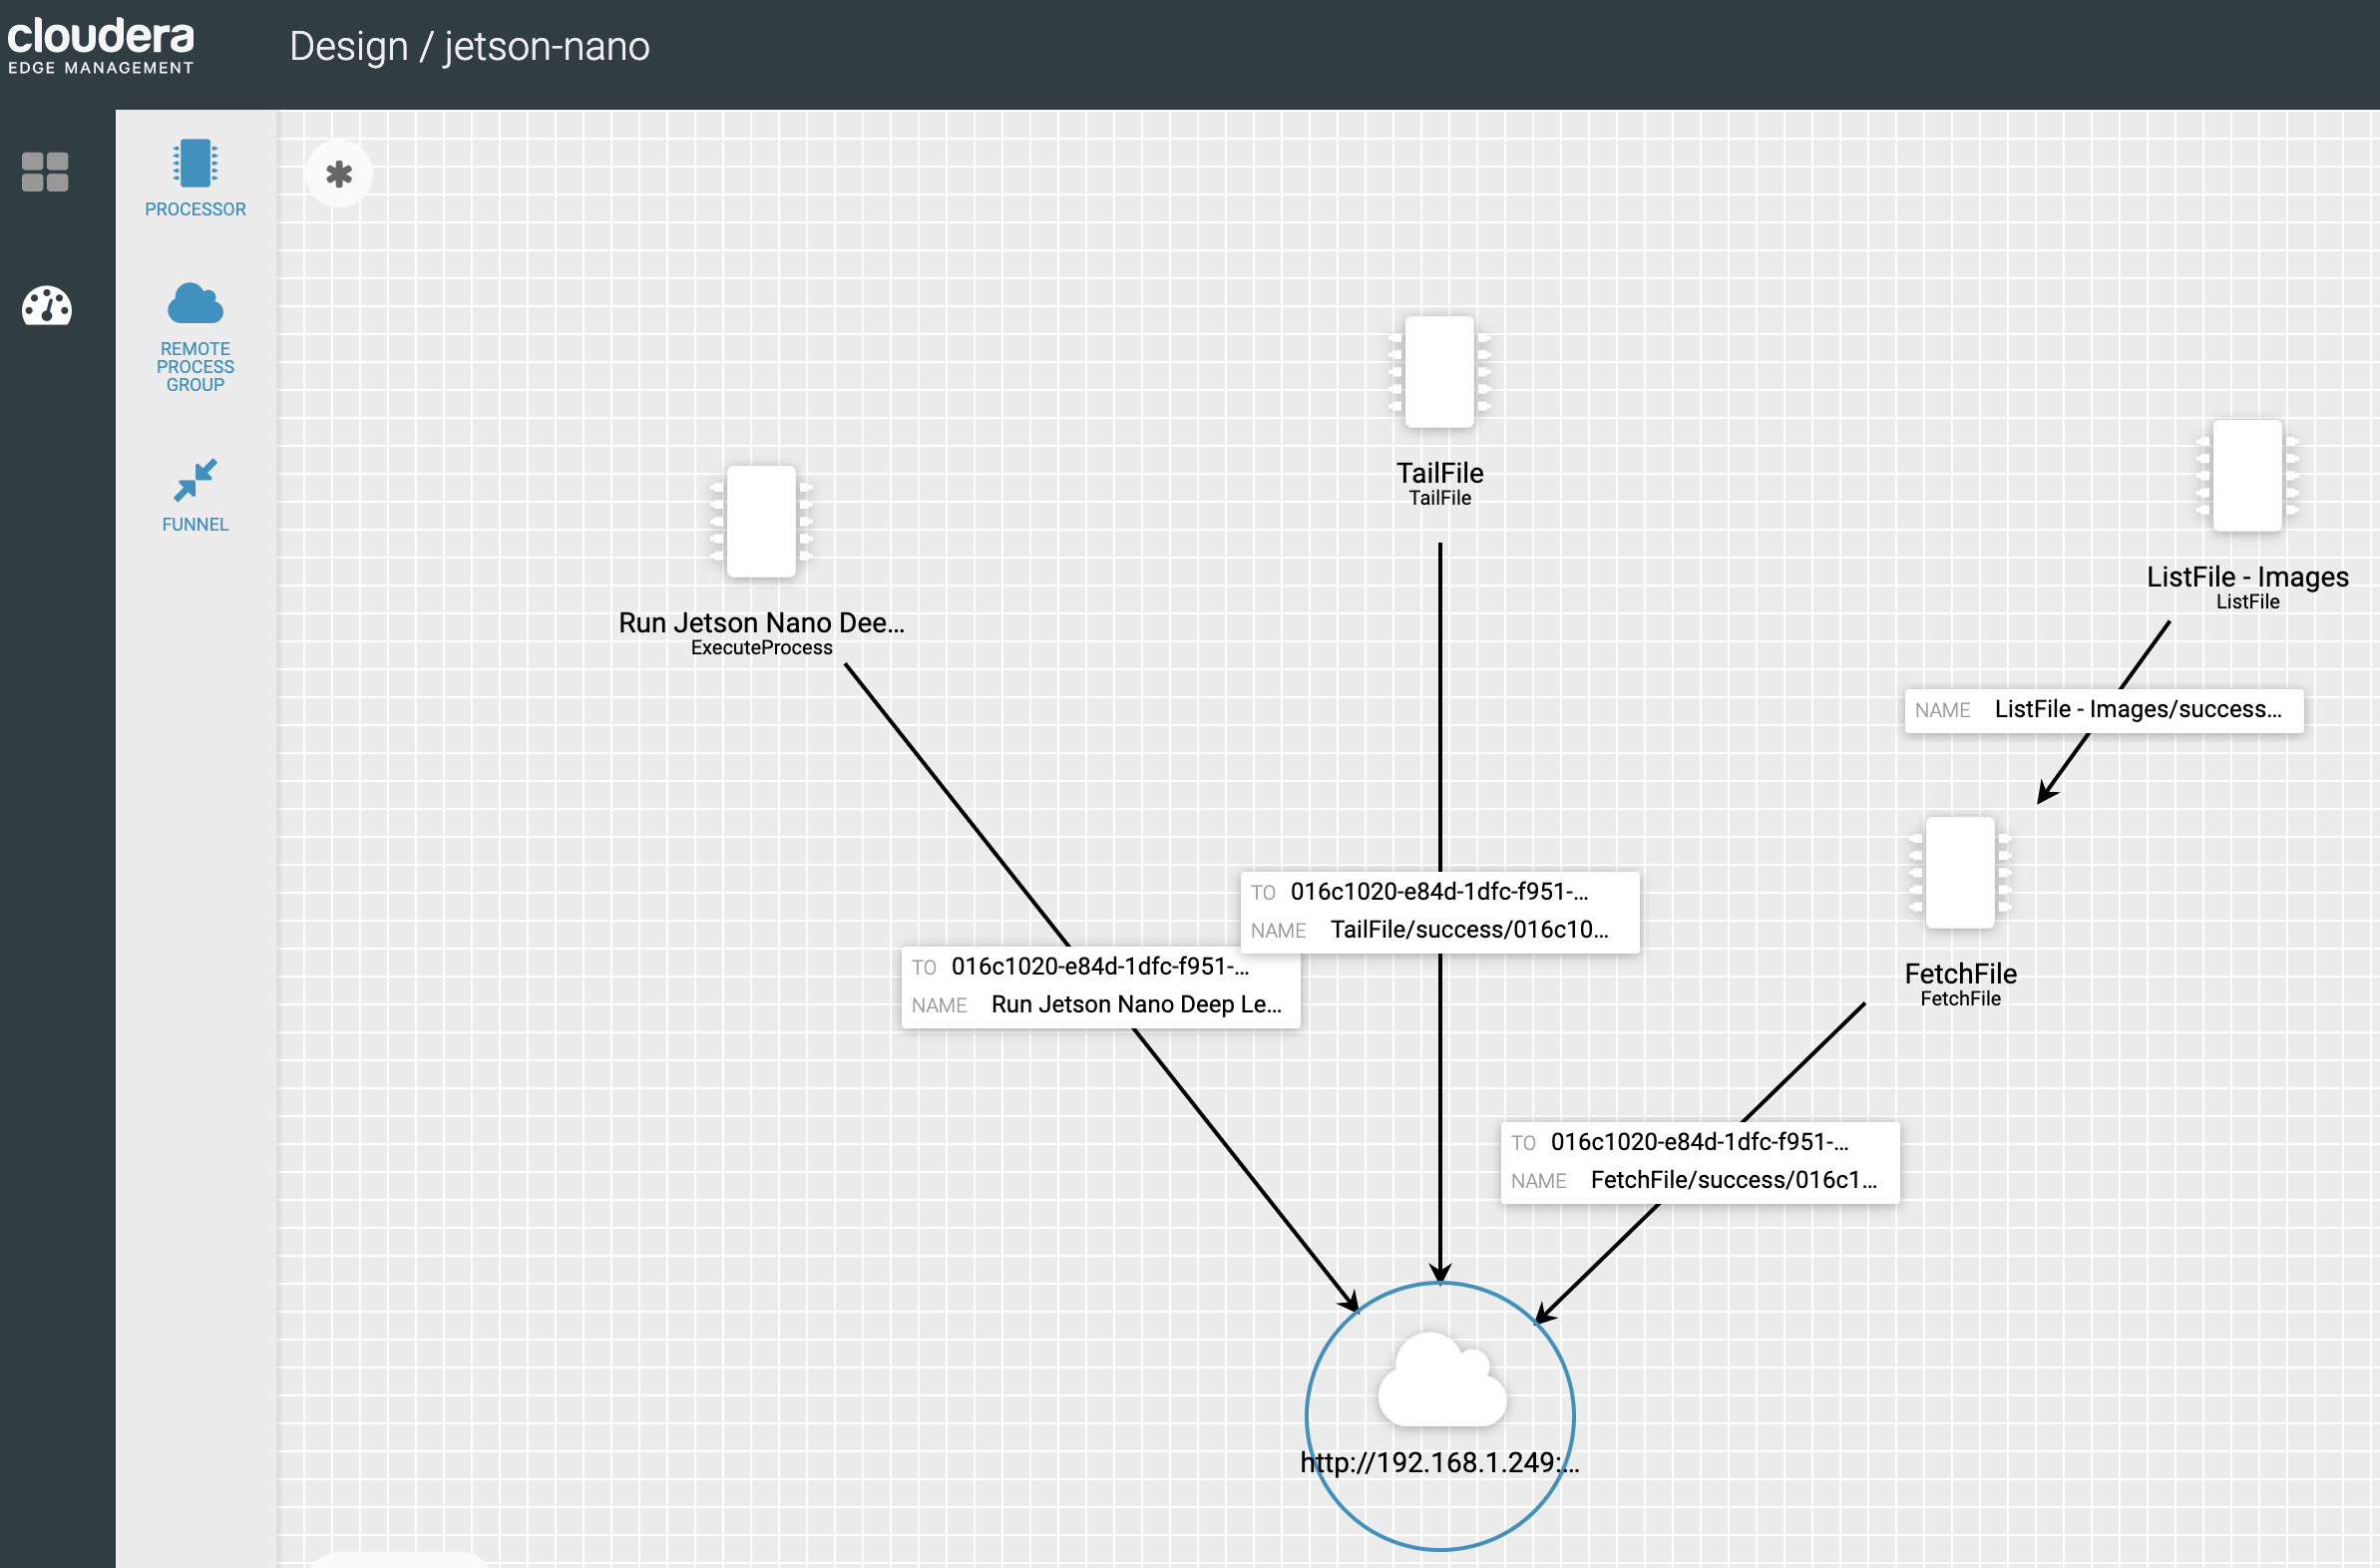 cloudera
EDGE MANAGEMENT
Design / jetson-nano
PROCESSOR
REMOTE
PROCESS
GROUP
FUNNEL
TailFile
TailFile
ListFile - Images
ListFile
Run Jetson Nano Dee...
ExecuteProcess
NAME ListFile - Images/success...
TO 016c1020-e84d-1dfc-f951-...
NAME TailFile/success/016c10...
TO 016c1020-e84d-1dfc-f951-...
NAME Run Jetson Nano Deep Le...
FetchFile
FetchFile
TO 016c1020-e84d-1dfc-f951-...
NAME FetchFile/success/016c1...
http://192.168.1.249:...